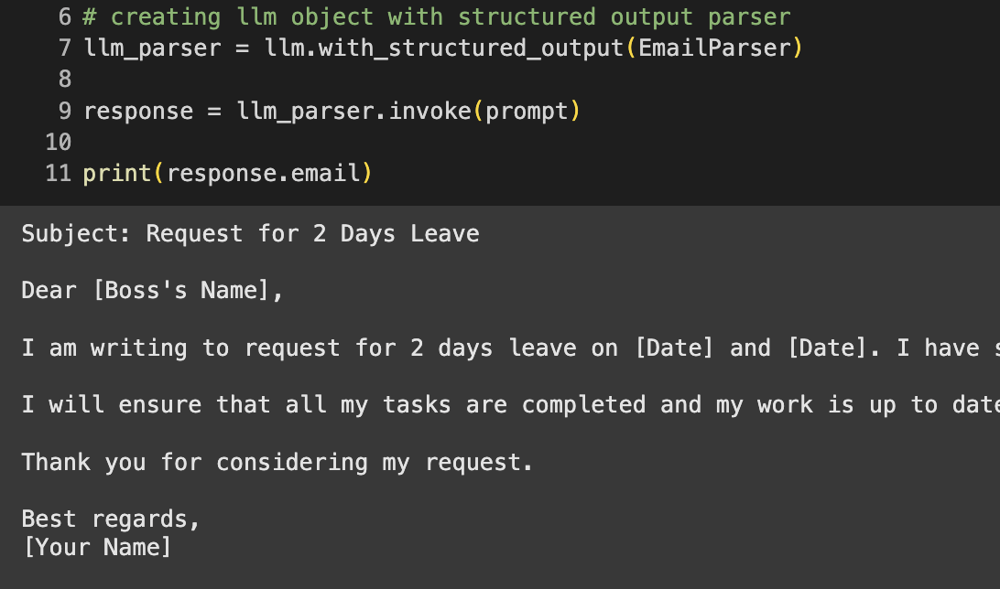 6 # creating llm object with structured output parser
7 llm_parser = llm.with_structured_output(EmailParser)
8
9 response = llm_parser.invoke(prompt)
10
11 print(response.email)
Subject: Request for 2 Days Leave
Dear [Boss's Name],
I am writing to request for 2 days leave on [Date] and [Date]. I have
I will ensure that all my tasks are completed and my work is up to date
Thank you for considering my request.
Best regards,
[Your Name]